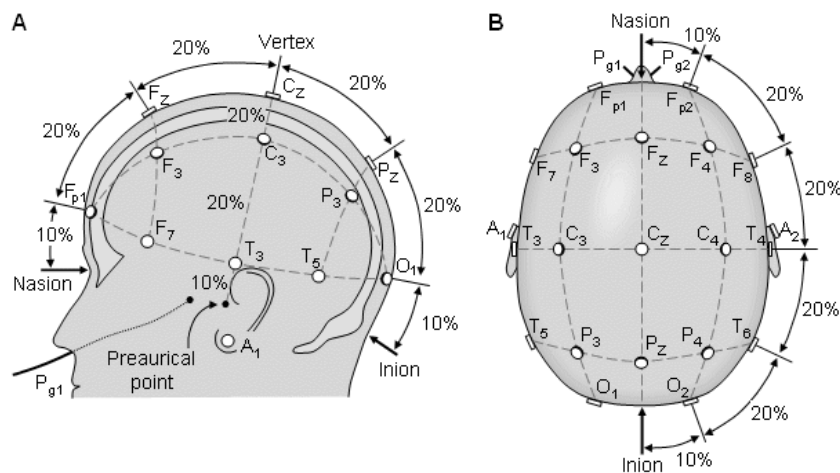 A
20%
Vertex
20%
FZ
CZ
20%
20%
Fp1
F3
C3
PZ
20%
P3
20%
10%
F7
T3
T5
O1
Nasion
10%
10%
A1
Preaurical
point
Inion
Pg1
B
Nasion
10%
Pg1
Pg2
Fp1
Fp2
20%
F7
F3
FZ
F4
F8
20%
A1
T3
C3
CZ
C4
T4
A2
20%
T5
P3
PZ
P4
T6
O1
O2
20%
Inion
10%